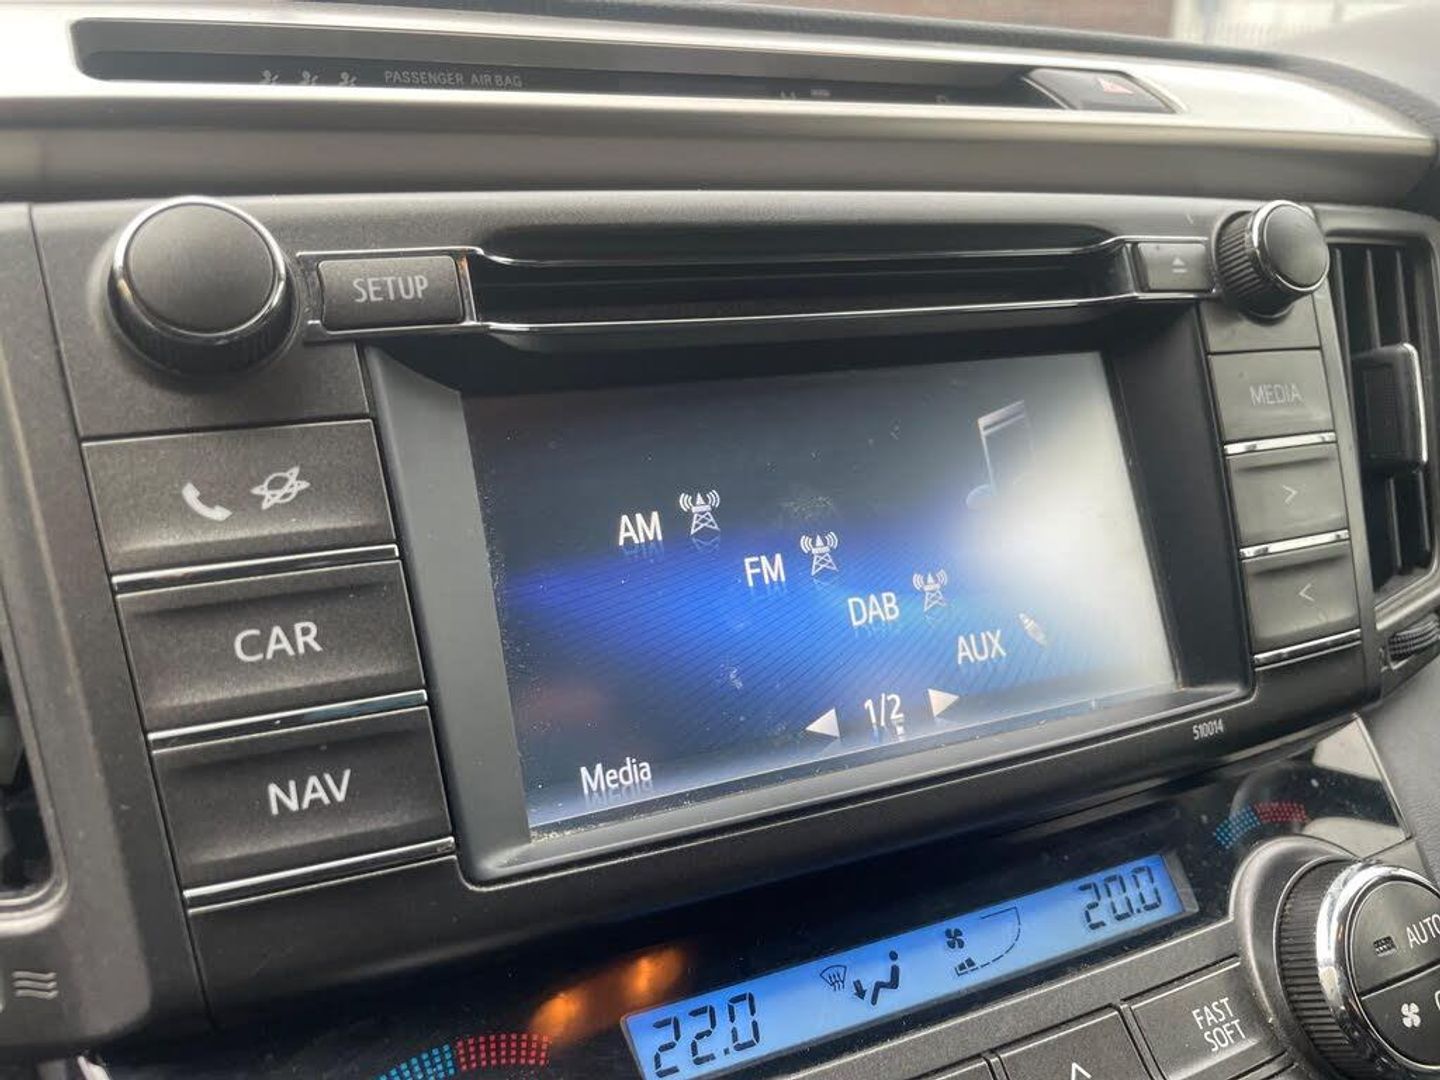 PASSENGER AIR BAG
SETUP
MEDIA
>
<
CAR
NAV
AM
FM
DAB
AUX
1/2
Media
510014
22.0
20.0
AUTO
FAST
SOFT